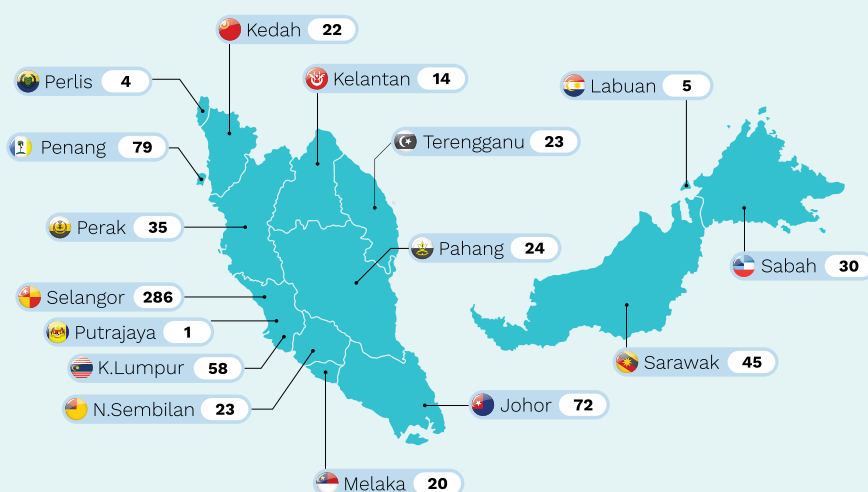 Kedah 22
Kelantan 14
Perlis 4
Labuan 5
Penang 79
Terengganu 23
Perak 35
Pahang 24
Sabah 30
Selangor 286
Putrajaya 1
K.Lumpur 58
Sarawak 45
N.Sembilan 23
Johor 72
Melaka 20